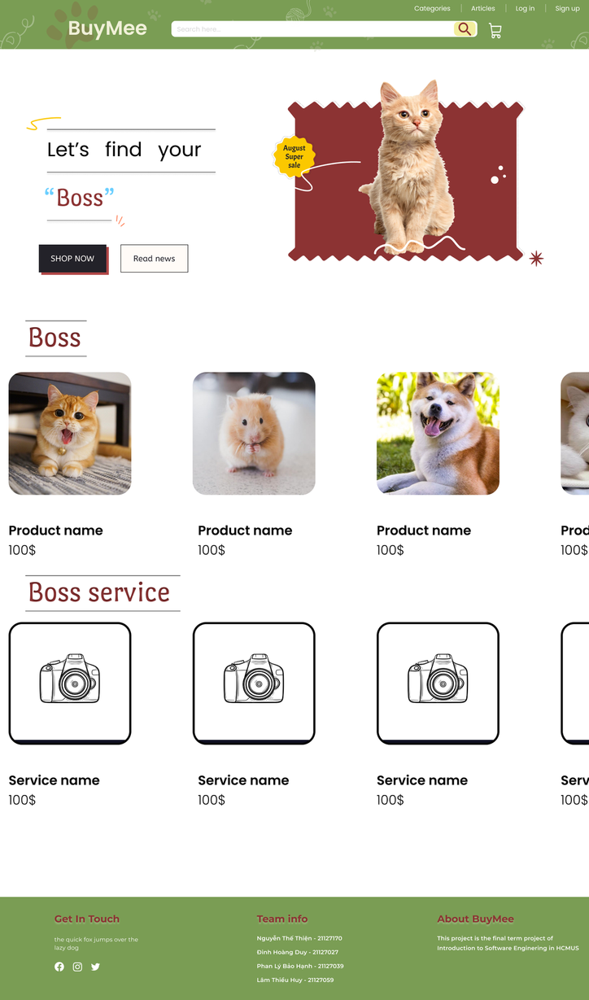 Categories
Articles
Log in
Sign up
BuyMee
Search here...
Let's find your
"Boss"
August
Super
sale
SHOP NOW
Read news
Boss
Product name
100$
Product name
100$
Product name
100$
Prod
100$
Boss service
Service name
100$
Service name
100$
Service name
100$
Serv
100$
Get In Touch
the quick fox jumps over the
lazy dog
Team info
Nguyễn Thế Thiện - 21127170
Đinh Hoàng Duy - 21127027
Phan Lý Bảo Hạnh - 21127039
Lâm Thiều Huy - 21127059
About BuyMee
This project is the final term project of
Introduction to Software Enginering in HCMUS